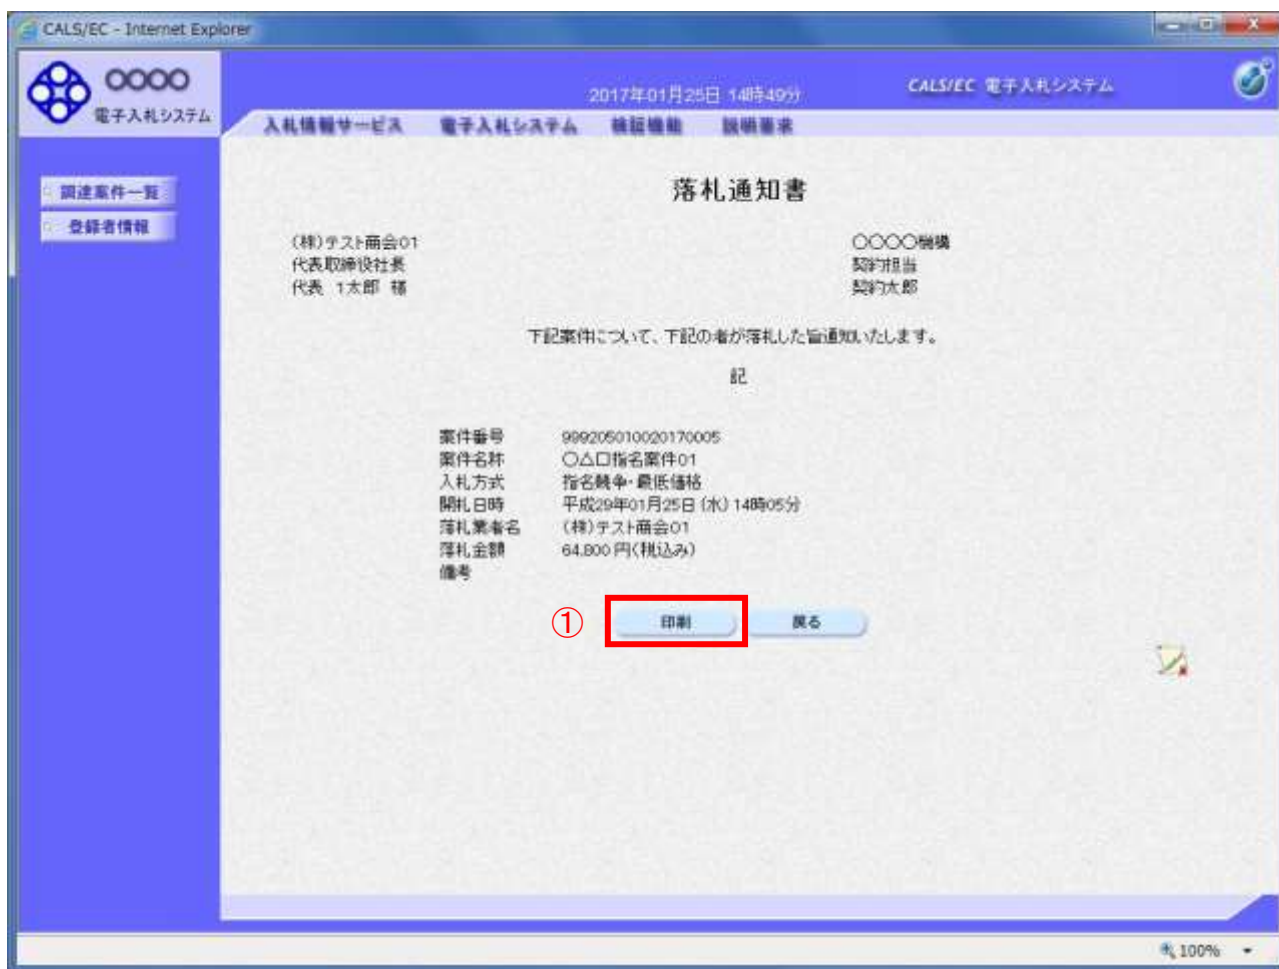 CALS/EC - Internet Explorer
〇〇〇〇
電子入札システム
2017年01月25日 14時49分
CALS/EC 電子入札システム
入札情報サービス 電子入札システム 検証機能 説明要求
調達案件一覧
登録者情報
落札通知書
(株)テスト商会01
代表取締役社長
代表 1太郎 様
〇〇〇〇機構
契約担当
契約太郎
下記案件について、下記の者が落札した旨通知いたします。
記
案件番号 999205010020170005
案件名称 〇△口指名案件01
入札方式 指名競争・最低価格
開札日時 平成29年01月25日 (水) 14時05分
落札業者名 (株)テスト商会01
落札金額 64,800 円(税込み)
備考
①
印刷
戻る
100%